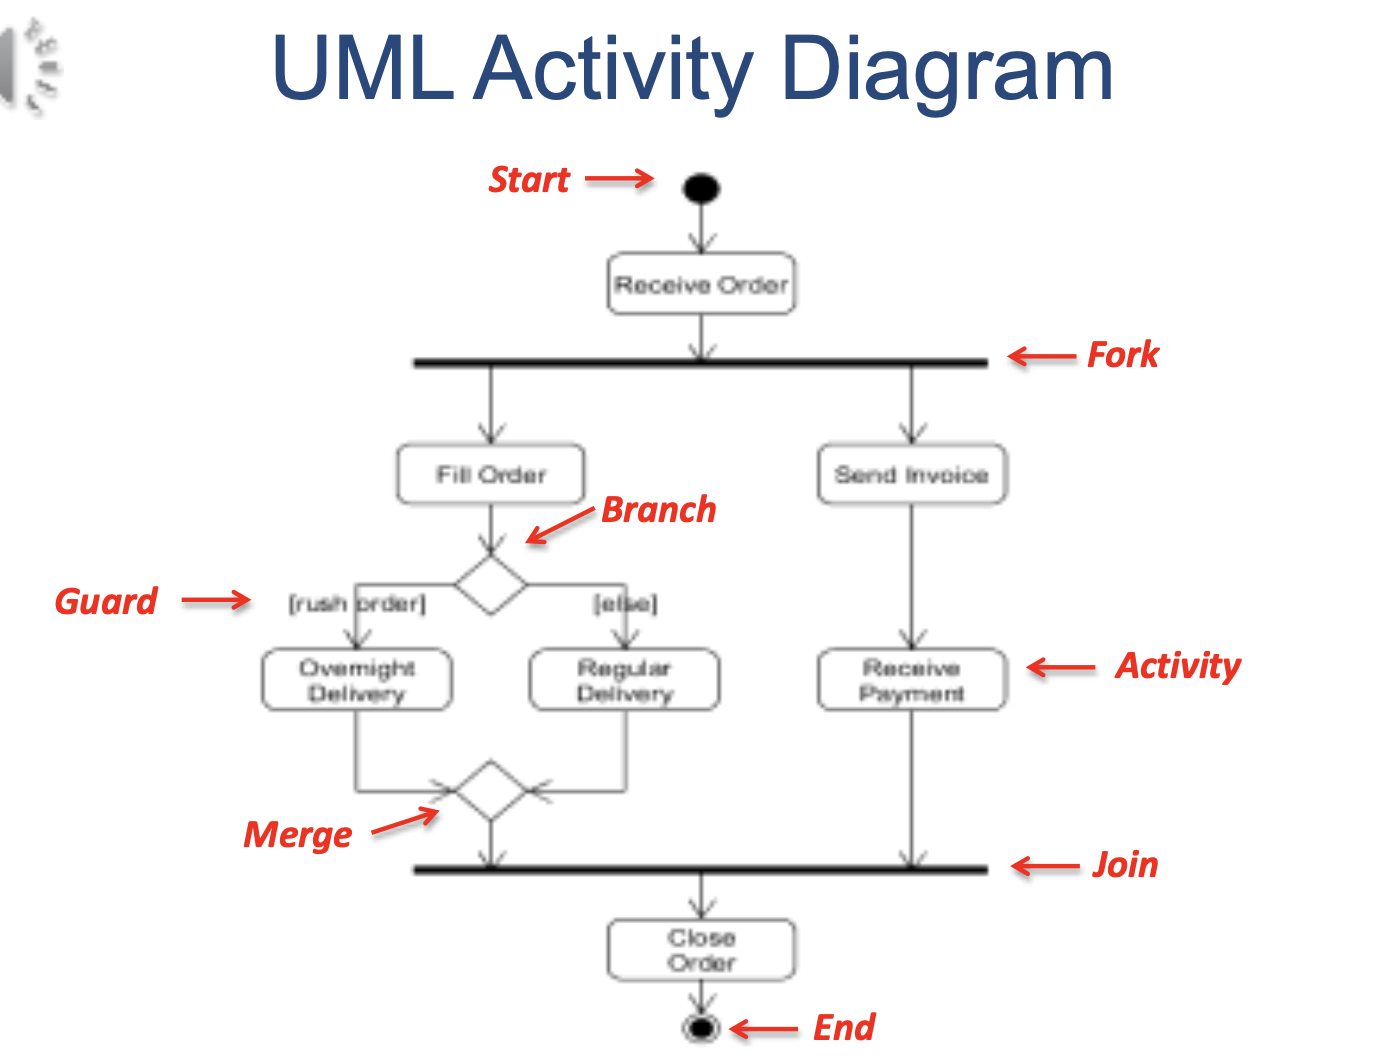 UML Activity Diagram
Start
Receive Order
Fork
Fill Order
Send Invoice
Branch
Guard
[rush order]
[else]
Overnight
Delivery
Regular
Delivery
Receive
Payment
Activity
Merge
Join
Close
Order
End